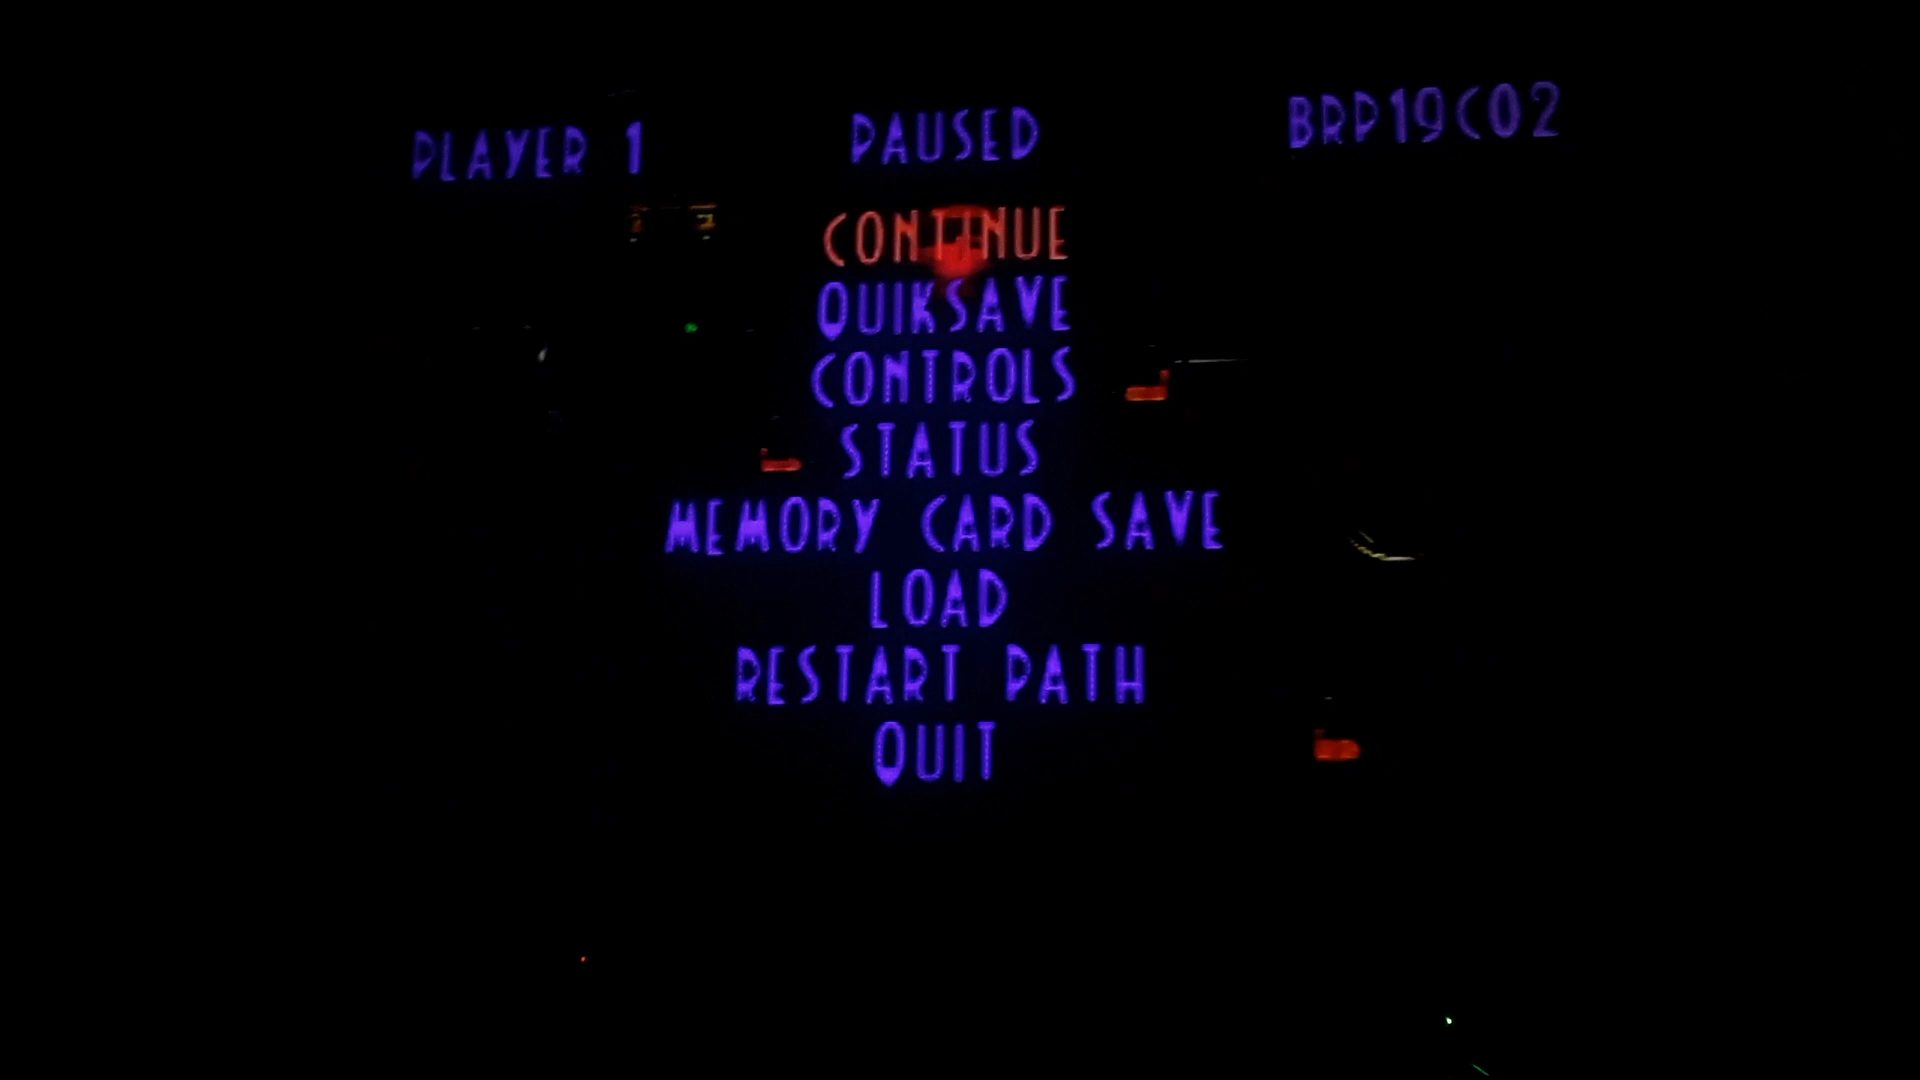 PLAYER 1 PAUSED BRP19C02
CONTINUE
QUIKSAVE
CONTROLS
STATUS
MEMORY CARD SAVE
LOAD
RESTART PATH
QUIT